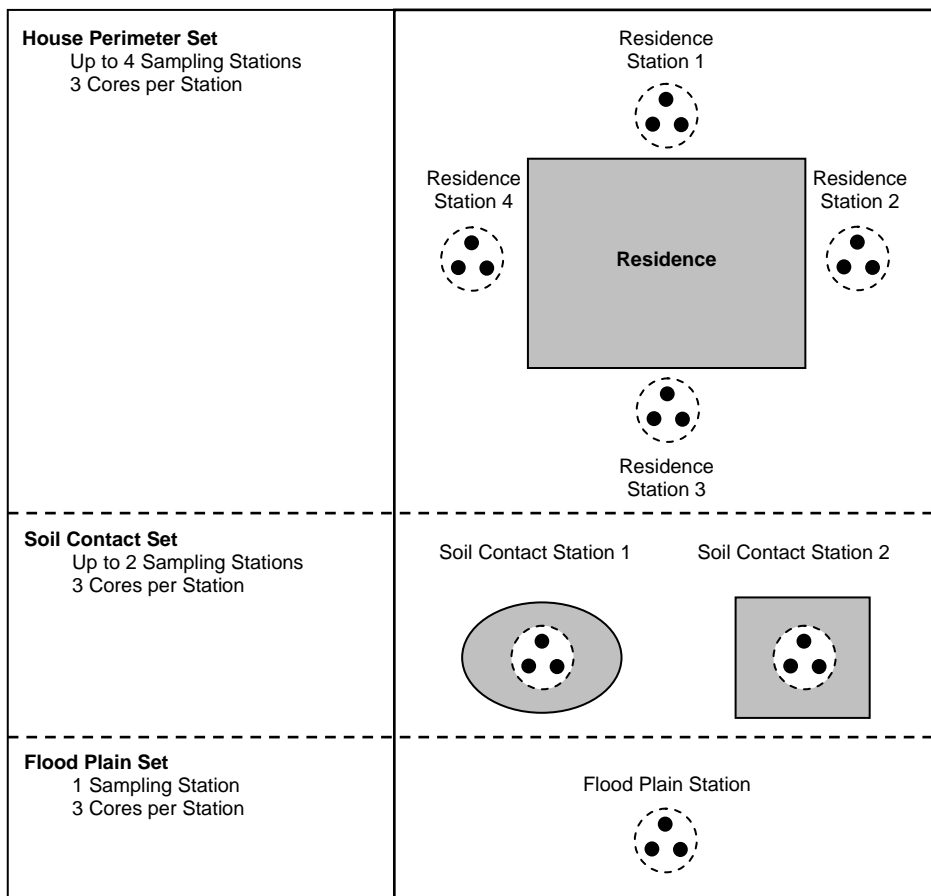 House Perimeter Set
Up to 4 Sampling Stations
3 Cores per Station
Residence
Station 1
Residence
Station 4
Residence
Station 2
Residence
Residence
Station 3
Soil Contact Set
Up to 2 Sampling Stations
3 Cores per Station
Soil Contact Station 1
Soil Contact Station 2
Flood Plain Set
1 Sampling Station
3 Cores per Station
Flood Plain Station